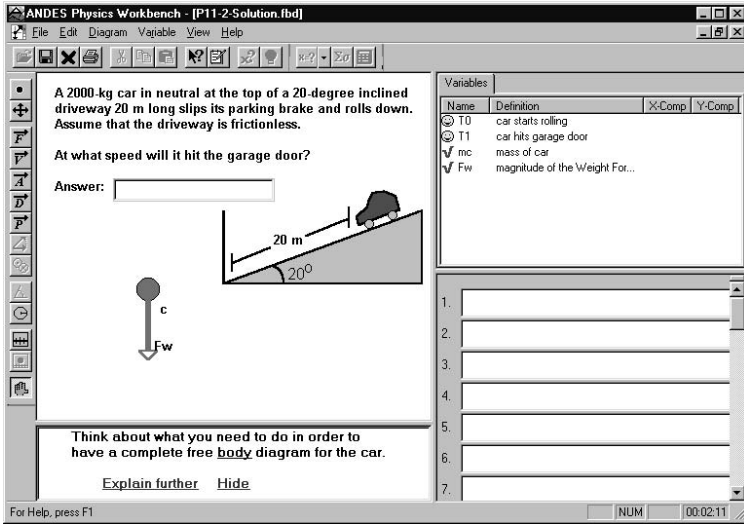 ANDES Physics Workbench - [P11-2-Solution.fbd]
File Edit Diagram Variable View Help
x=? Σσ
A 2000-kg car in neutral at the top of a 20-degree inclined
driveway 20 m long slips its parking brake and rolls down.
Assume that the driveway is frictionless.
At what speed will it hit the garage door?
Answer:
20 m
20º
c
Fw
F
V
A
D
P
Variables
Name Definition X-Comp Y-Comp
T0 car starts rolling
T1 car hits garage door
mc mass of car
Fw magnitude of the Weight For...
1.
2.
3.
4.
5.
6.
7.
Think about what you need to do in order to
have a complete free body diagram for the car.
Explain further Hide
For Help, press F1 NUM 00:02:11